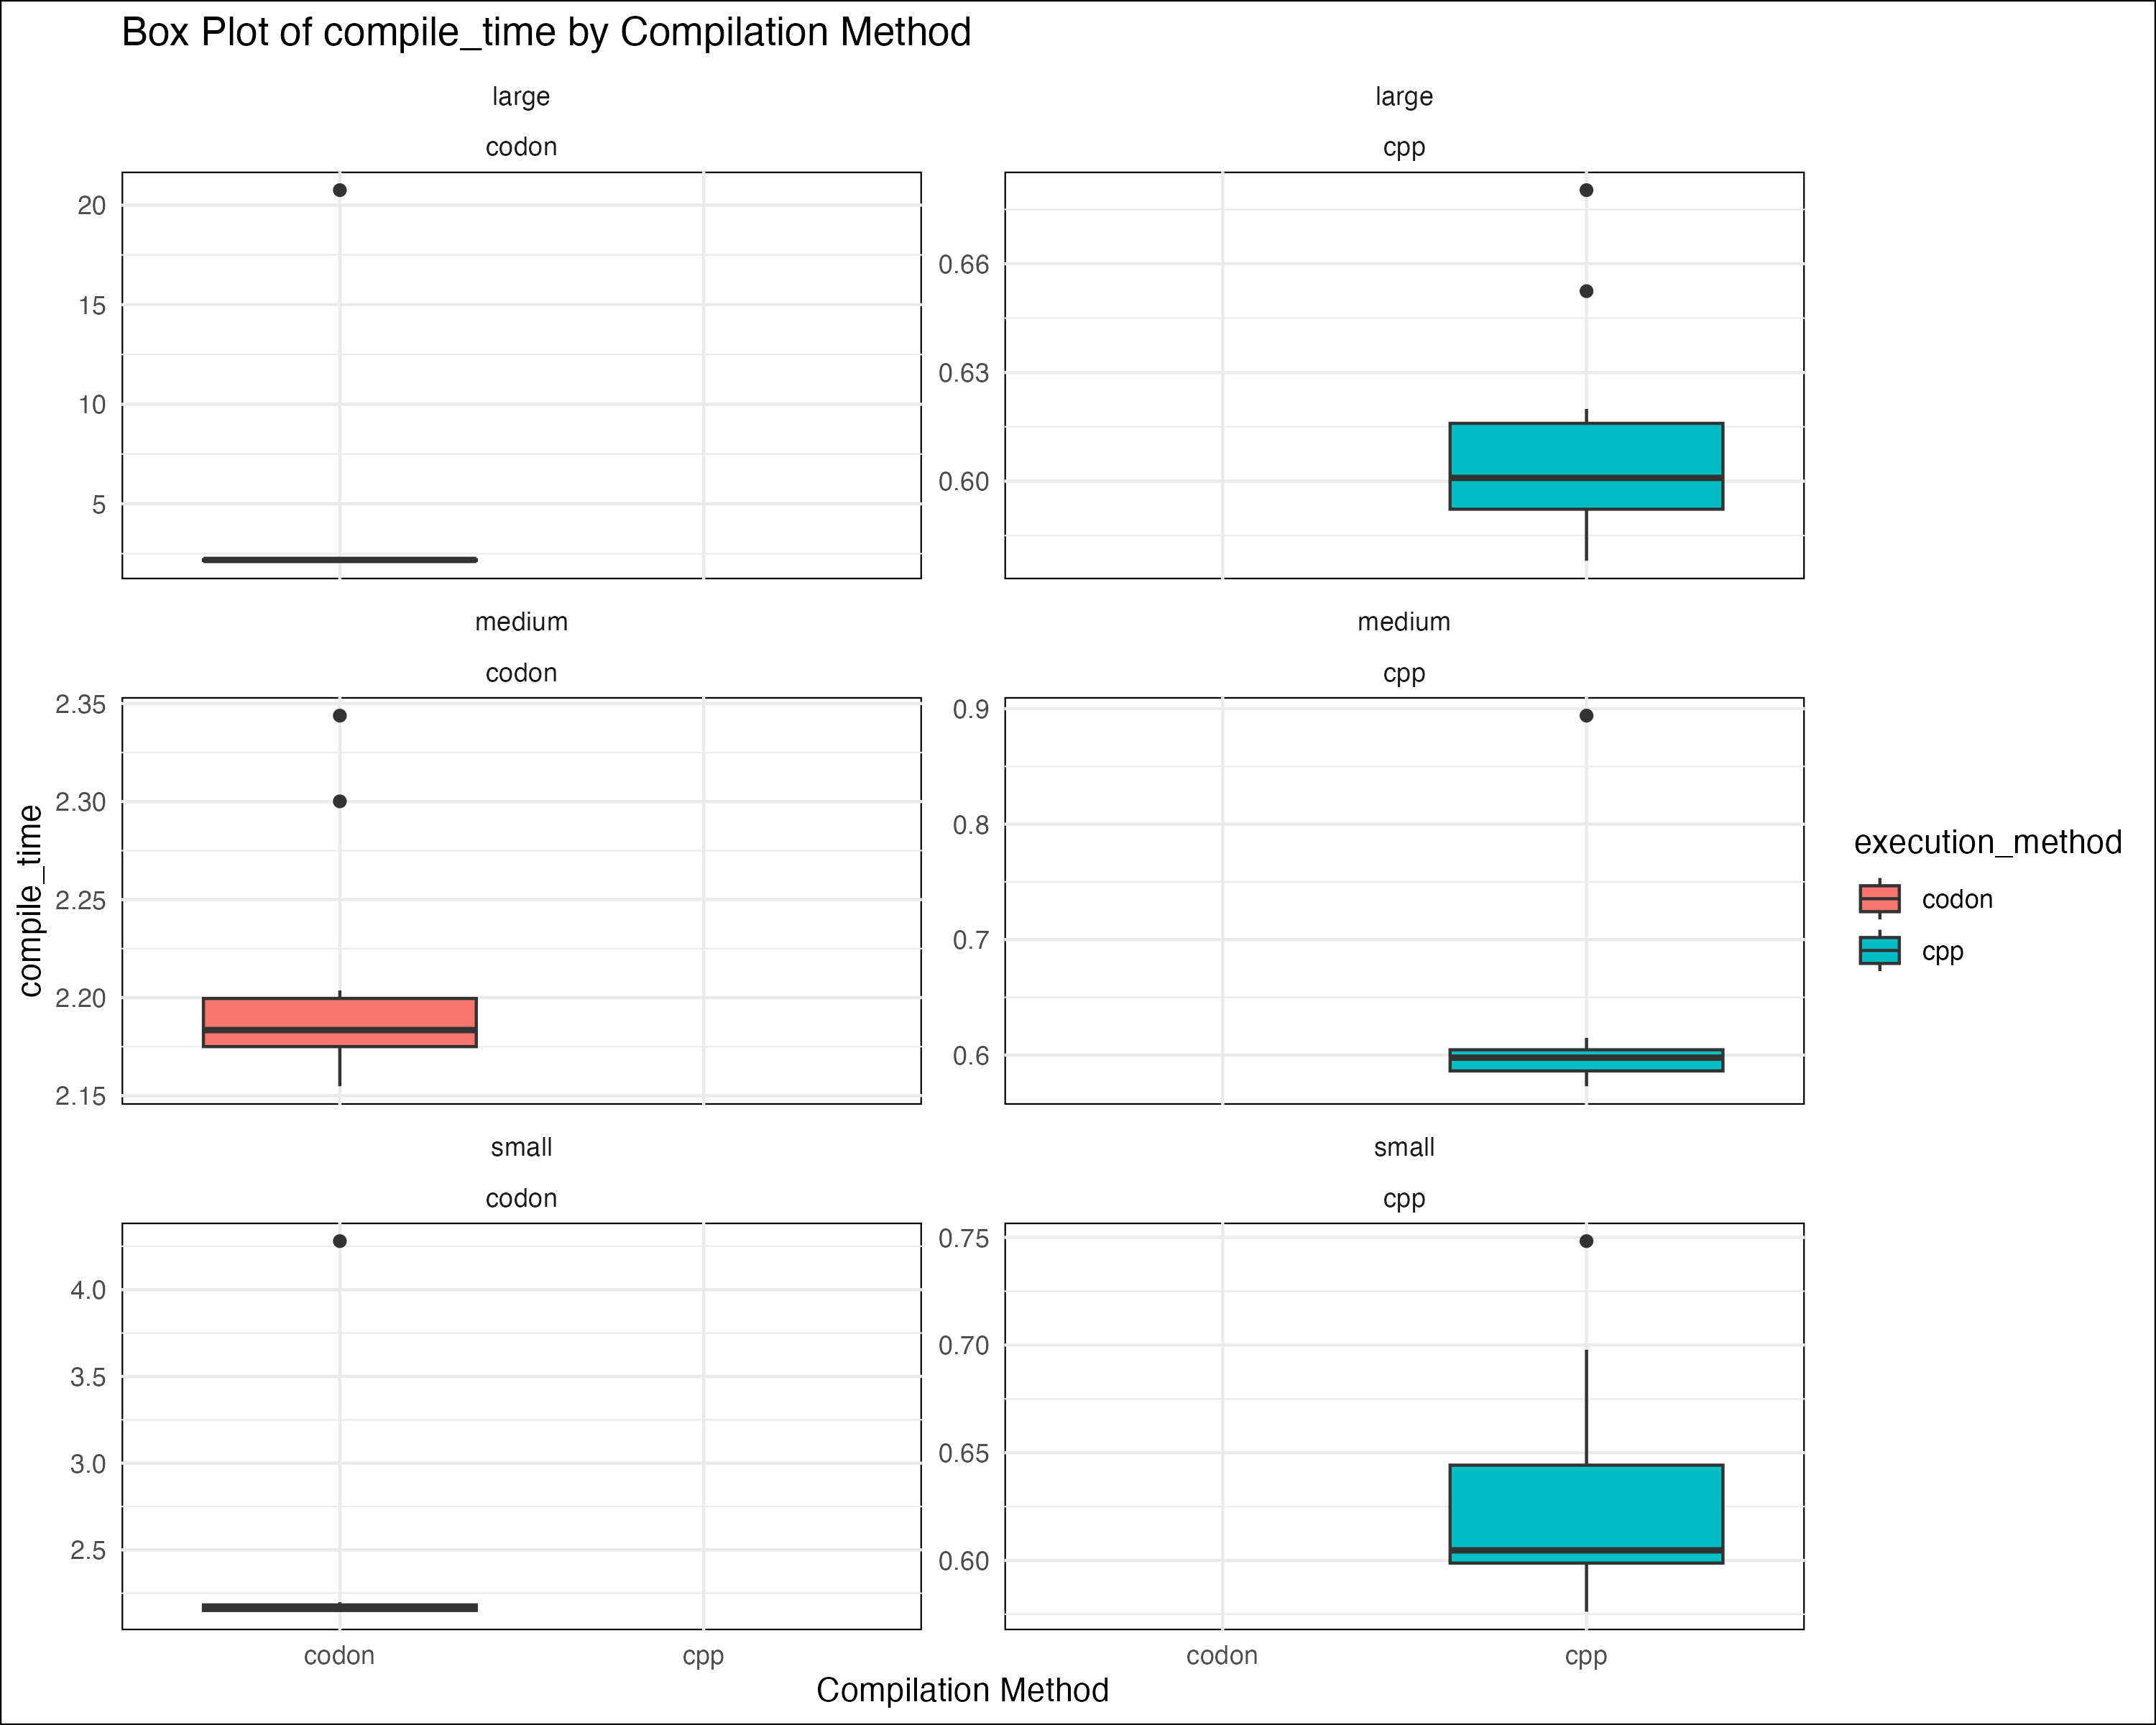 Box Plot of compile_time by Compilation Method
large
codon
20
15
10
5
large
cpp
0.66
0.63
0.60
medium
codon
2.35
2.30
2.25
2.20
2.15
medium
cpp
0.9
0.8
0.7
0.6
small
codon
4.0
3.5
3.0
2.5
small
cpp
0.75
0.70
0.65
0.60
codon
cpp
codon
cpp
Compilation Method
compile_time
execution_method
codon
cpp